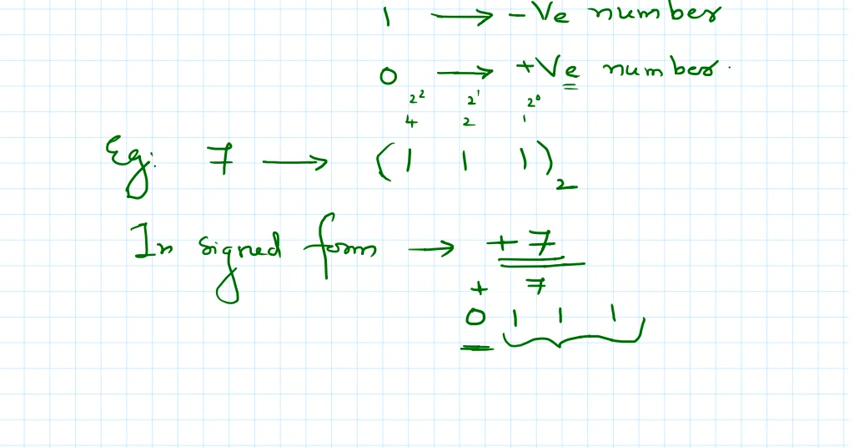 1 → -Ve number
0 → +Ve number.
2² 2¹ 2⁰
4 2 1
Eg: 7 → (1 1 1)₂
In signed form → +7
+ 7
0 1 1 1